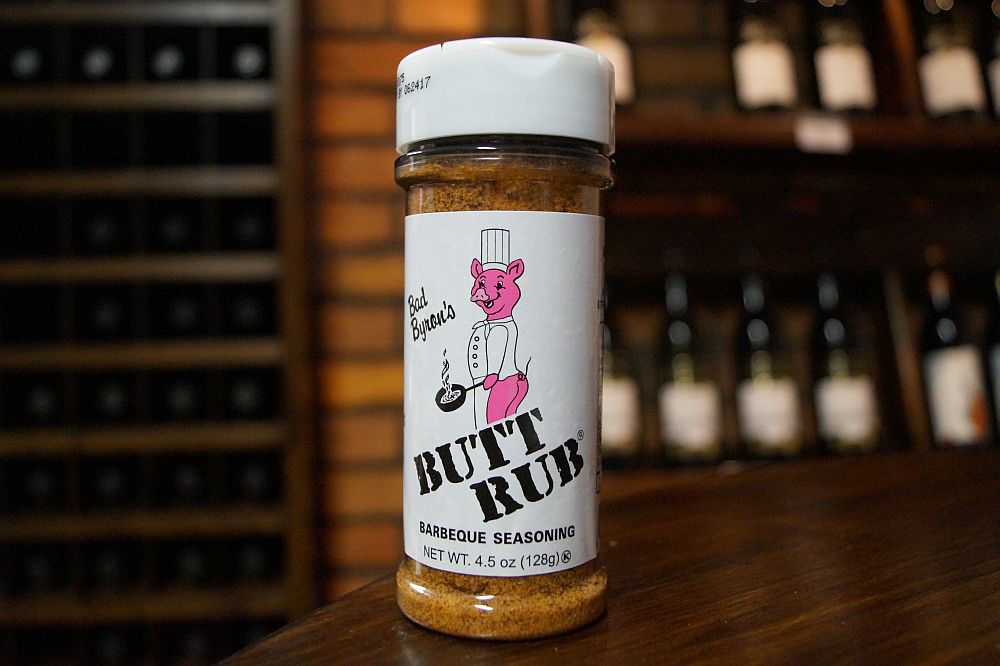 062417
Bad
Byron's
BUTT
RUB®
BARBEQUE SEASONING
NET WT. 4.5 oz (128g) Ⓚ